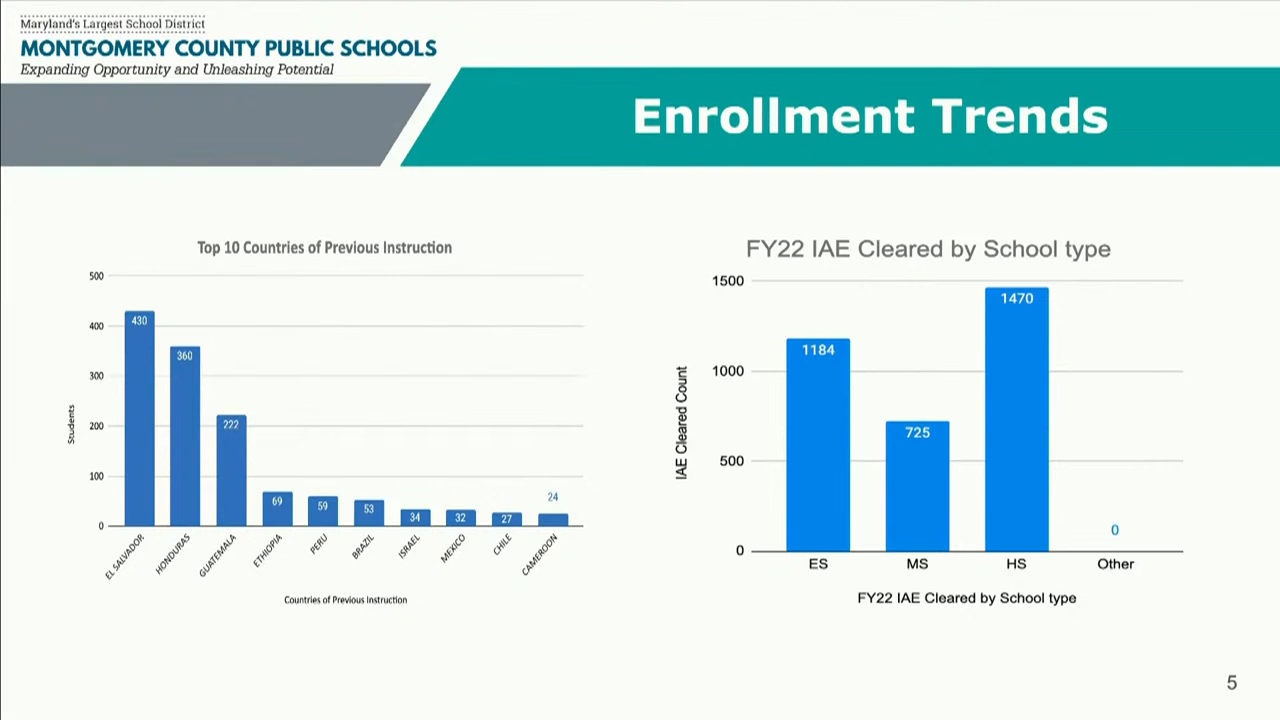 Maryland's Largest School District
MONTGOMERY COUNTY PUBLIC SCHOOLS
Expanding Opportunity and Unleashing Potential
Enrollment Trends
Top 10 Countries of Previous Instruction
Students
500
400
300
200
100
0
430
360
222
69
59
53
34
32
27
24
EL SALVADOR
HONDURAS
GUATEMALA
ETHIOPIA
PERU
BRAZIL
ISRAEL
MEXICO
CHILE
CAMEROON
Countries of Previous Instruction
FY22 IAE Cleared by School type
IAE Cleared Count
1500
1000
500
0
1184
725
1470
0
ES
MS
HS
Other
FY22 IAE Cleared by School type
5